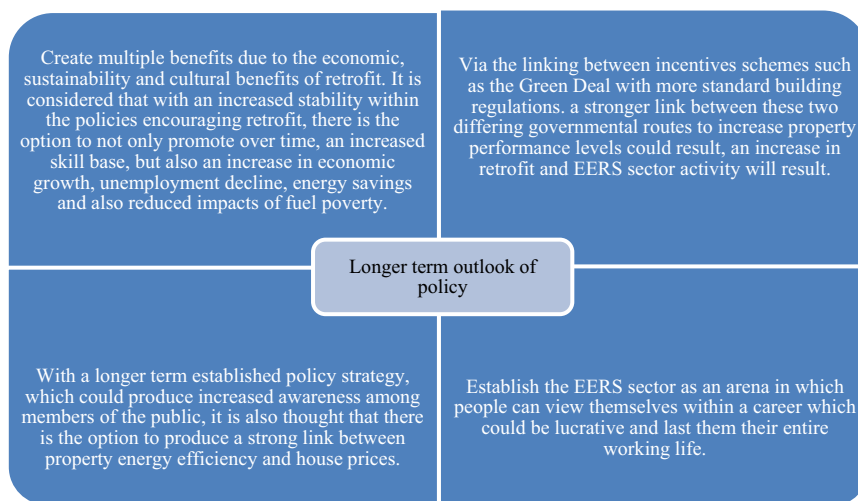 Create multiple benefits due to the economic,
sustainability and cultural benefits of retrofit. It is
considered that with an increased stability within
the policies encouraging retrofit, there is the
option to not only promote over time, an increased
skill base, but also an increase in economic
growth, unemployment decline, energy savings
and also reduced impacts of fuel poverty.
Via the linking between incentives schemes such
as the Green Deal with more standard building
regulations. a stronger link between these two
differing governmental routes to increase property
performance levels could result, an increase in
retrofit and EERS sector activity will result.
Longer term outlook of
policy
With a longer term established policy strategy,
which could produce increased awareness among
members of the public, it is also thought that there
is the option to produce a strong link between
property energy efficiency and house prices.
Establish the EERS sector as an arena in which
people can view themselves within a career which
could be lucrative and last them their entire
working life.